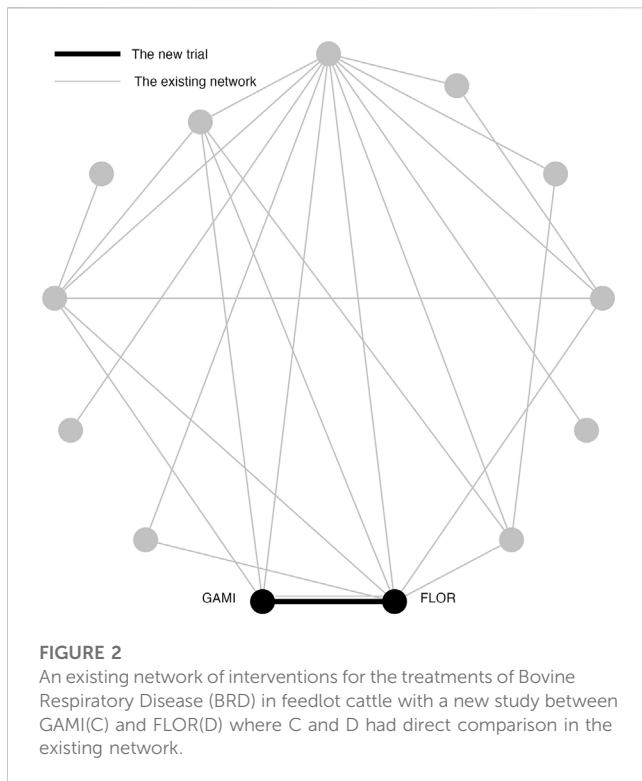 The new trial
The existing network
GAMI
FLOR
FIGURE 2
An existing network of interventions for the treatments of Bovine
Respiratory Disease (BRD) in feedlot cattle with a new study between
GAMI(C) and FLOR(D) where C and D had direct comparison in the
existing network.